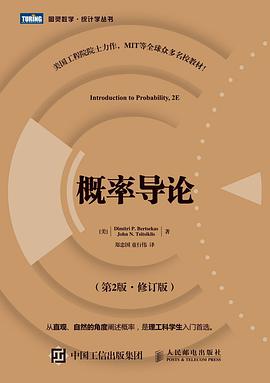 TURING
图灵数学·统计学丛书
美国工程院院士力作，MIT等全球众多名校教材！
Introduction to Probability, 2E
概率导论
[美] Dimitri P. Bertsekas 著
John N. Tsitsiklis
郑忠国 童行伟 译
（第2版·修订版）
从直观、自然的角度阐述概率，是理工科学生入门首选。
中国工信出版集团
人民邮电出版社
POSTS & TELECOM PRESS